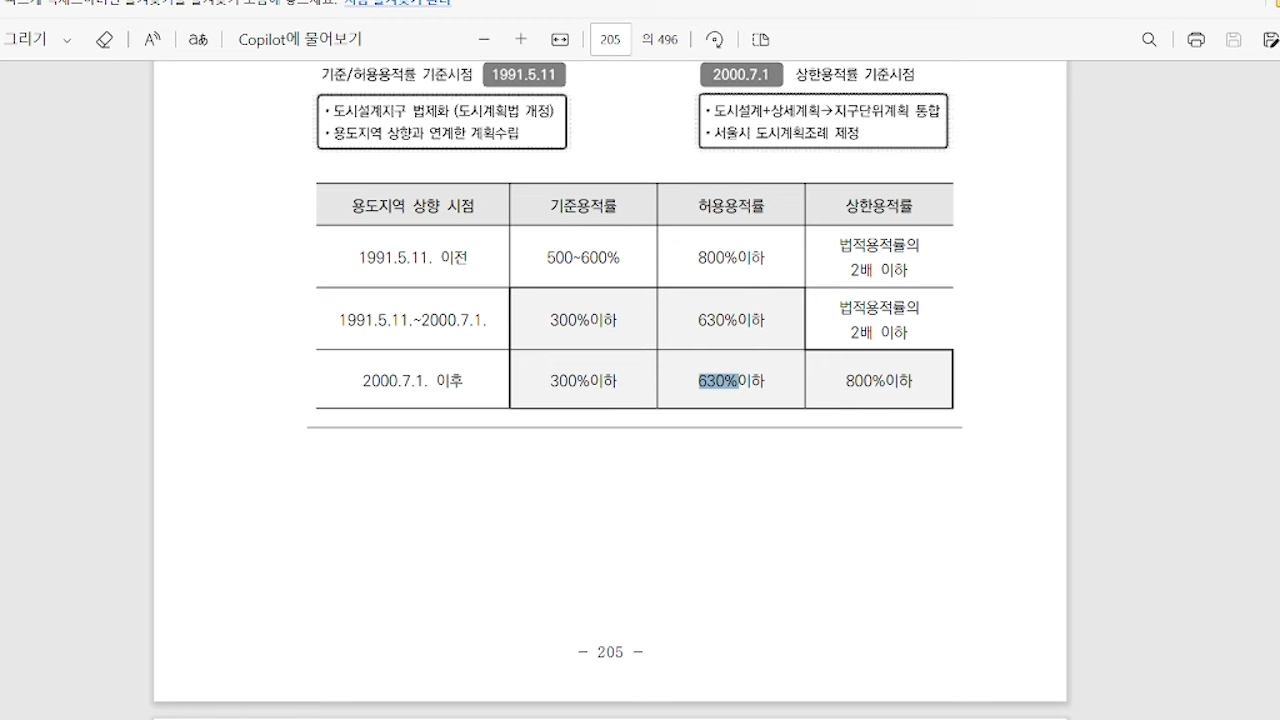 그리기
Copilot에 물어보기
205 의 496
기준/허용용적률 기준시점 1991.5.11
2000.7.1 상한용적률 기준시점
· 도시설계지구 법제화 (도시계획법 개정)
· 용도지역 상향과 연계한 계획수립
· 도시설계+상세계획→지구단위계획 통합
· 서울시 도시계획조례 제정
용도지역 상향 시점 기준용적률 허용용적률 상한용적률
1991.5.11. 이전 500~600% 800%이하 법적용적률의
2배 이하
1991.5.11.~2000.7.1. 300%이하 630%이하 법적용적률의
2배 이하
2000.7.1. 이후 300%이하 630%이하 800%이하
- 205 -